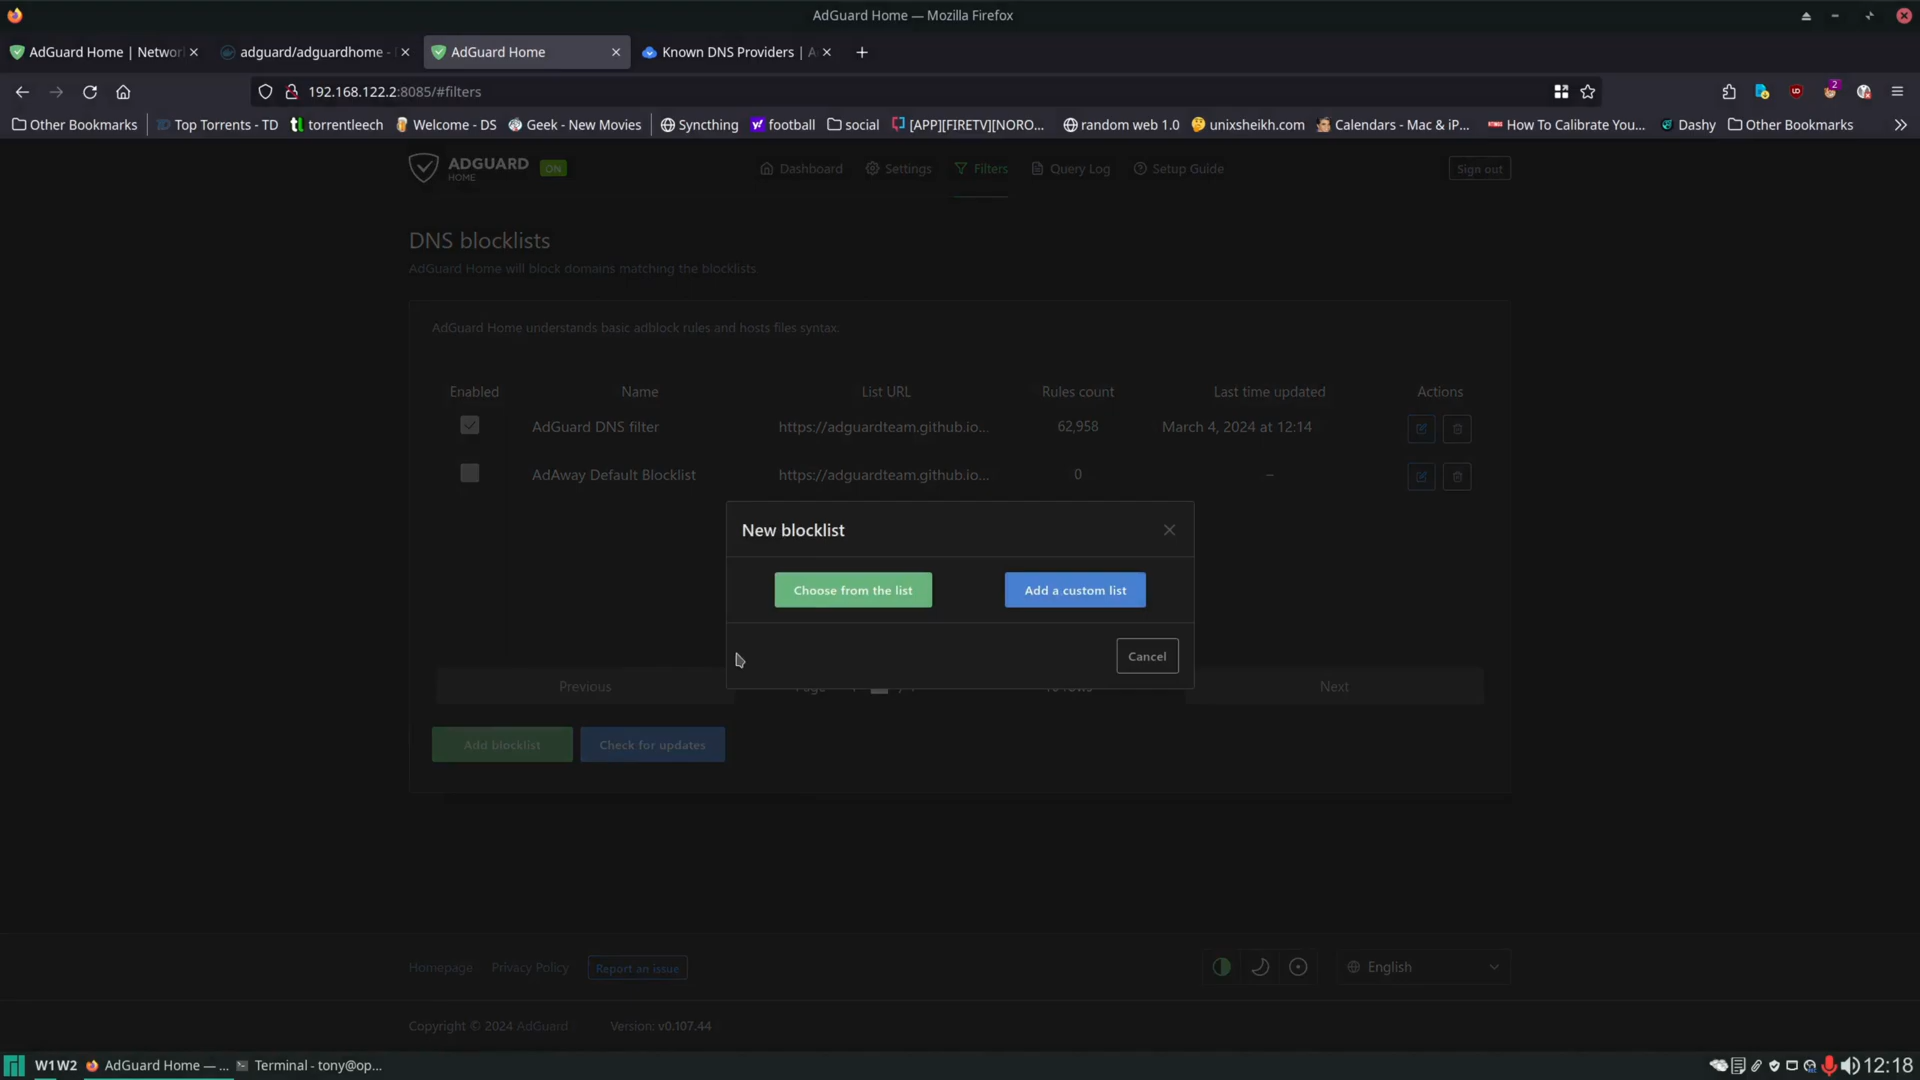 AdGuard Home — Mozilla Firefox
AdGuard Home | Networ
adguard/adguardhome -
AdGuard Home
Known DNS Providers |
192.168.122.2:8085/#filters
2
Other Bookmarks
Top Torrents - TD
torrentleech
Welcome - DS
Geek - New Movies
Syncthing
football
social
[APP][FIRETV][NORO...
random web 1.0
unixsheikh.com
Calendars - Mac & iP...
How To Calibrate You...
Dashy
Other Bookmarks
ADGUARD
HOME
ON
Dashboard
Settings
Filters
Query Log
Setup Guide
Sign out
DNS blocklists
AdGuard Home will block domains matching the blocklists
AdGuard Home understands basic adblock rules and hosts files syntax.
Enabled Name List URL Rules count Last time updated Actions
AdGuard DNS filter https://adguardteam.github.io... 62,958 March 4, 2024 at 12:14
AdAway Default Blocklist https://adguardteam.github.io... 0 –
New blocklist
Choose from the list
Add a custom list
Cancel
Previous
Next
Add blocklist
Check for updates
Homepage
Privacy Policy
Report an issue
English
Copyright © 2024 AdGuard
Version: v0.107.44
W1W2
AdGuard Home — ...
Terminal - tony@op...
12:18